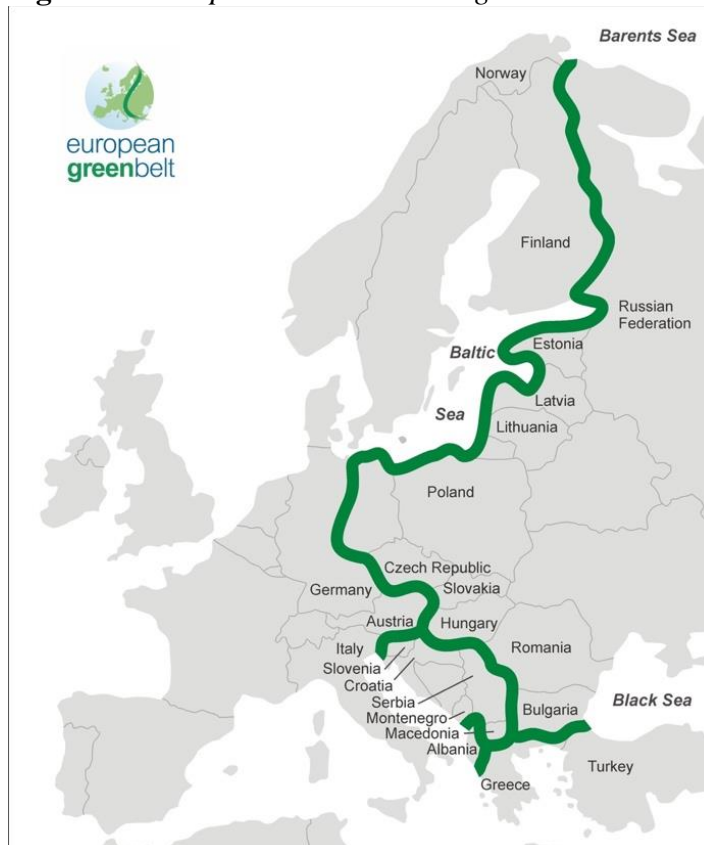 Barents Sea
Norway
european
greenbelt
Finland
Russian
Federation
Estonia
Baltic
Sea
Latvia
Lithuania
Poland
Czech Republic
Slovakia
Germany
Austria
Hungary
Italy
Romania
Slovenia
Croatia
Serbia
Black Sea
Montenegro
Bulgaria
Macedonia
Albania
Turkey
Greece